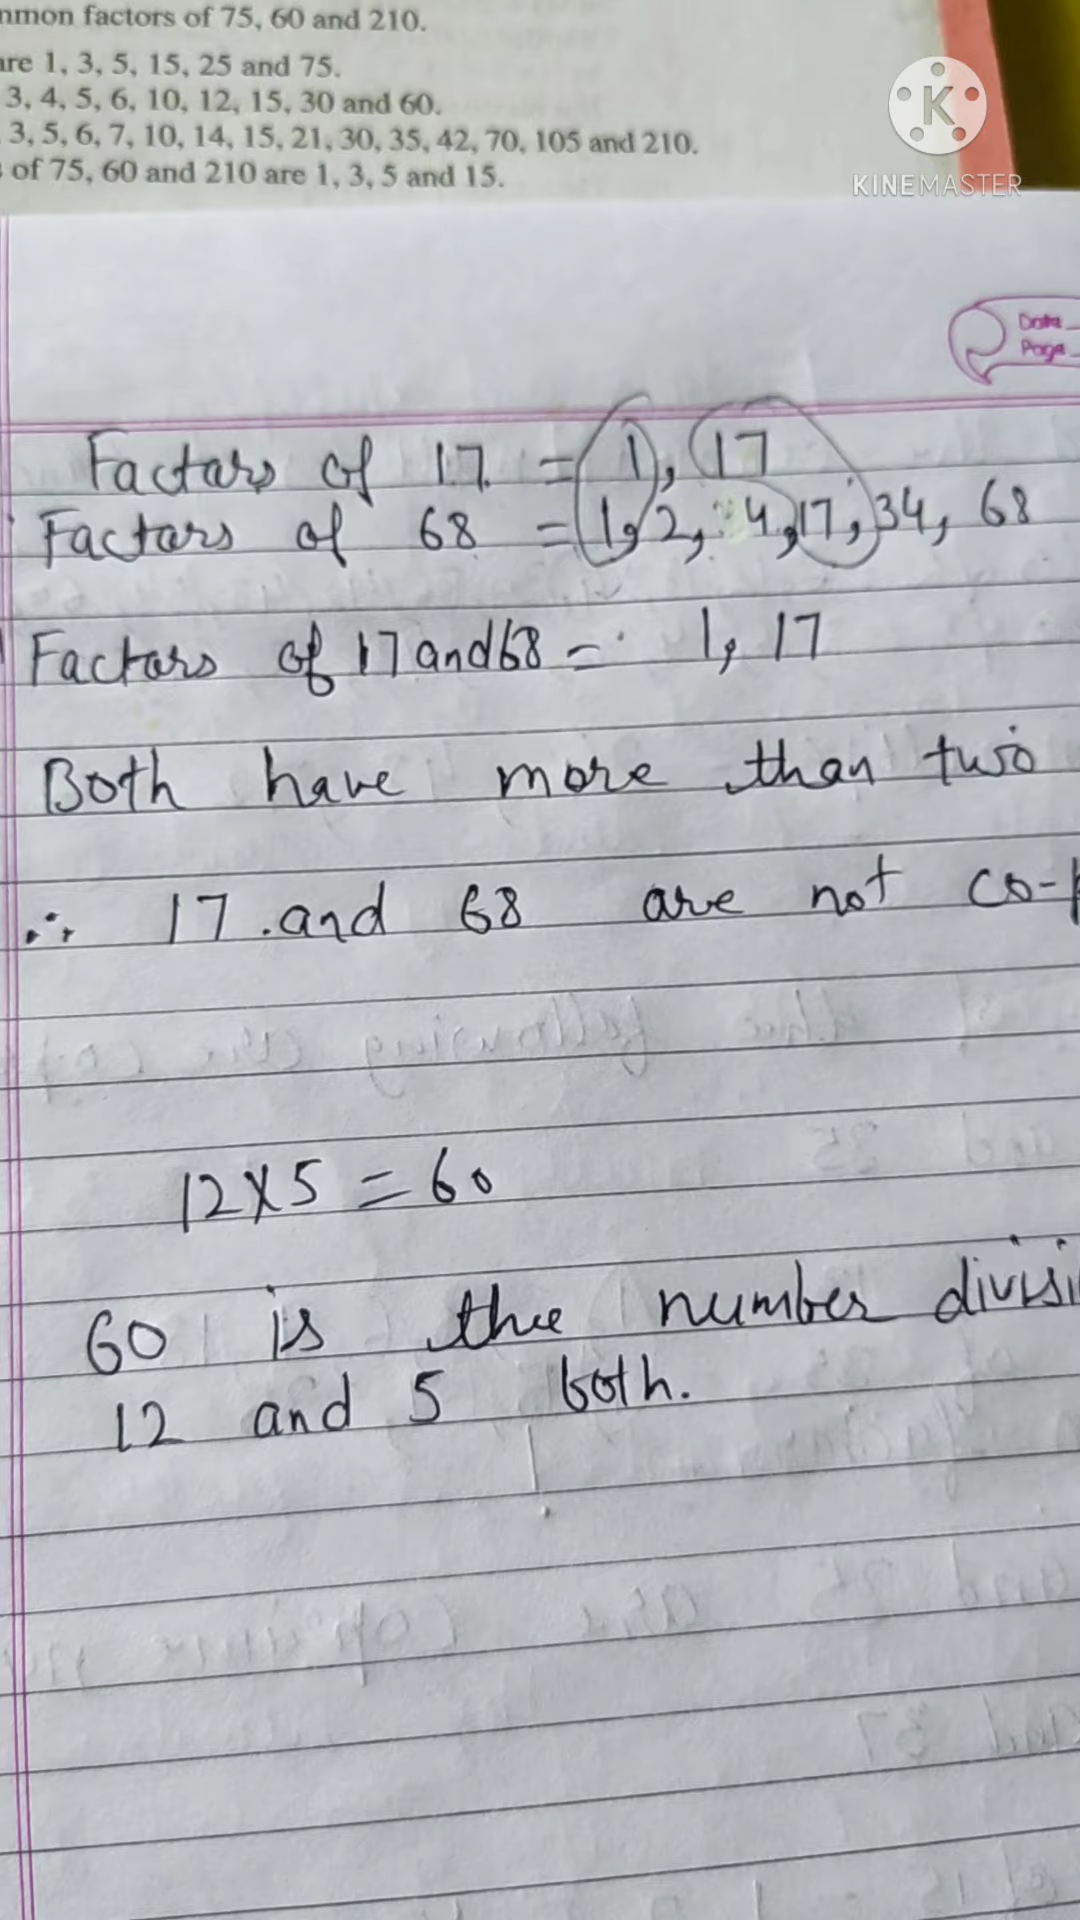 factors of 75, 60 and 210.
are 1, 3, 5, 15, 25 and 75.
3, 4, 5, 6, 10, 12, 15, 30 and 60.
3, 5, 6, 7, 10, 14, 15, 21, 30, 35, 42, 70, 105 and 210.
of 75, 60 and 210 are 1, 3, 5 and 15.
K
KINEMASTER
Date
Page
Factors of 17 = 1, 17
Factors of 68 = 1, 2, 4, 17, 34, 68
Factors of 17 and 68 = 1, 17
Both have more than two
∴ 17 and 68 are not co-
12 x 5 = 60
60 is the number
12 and 5 both.